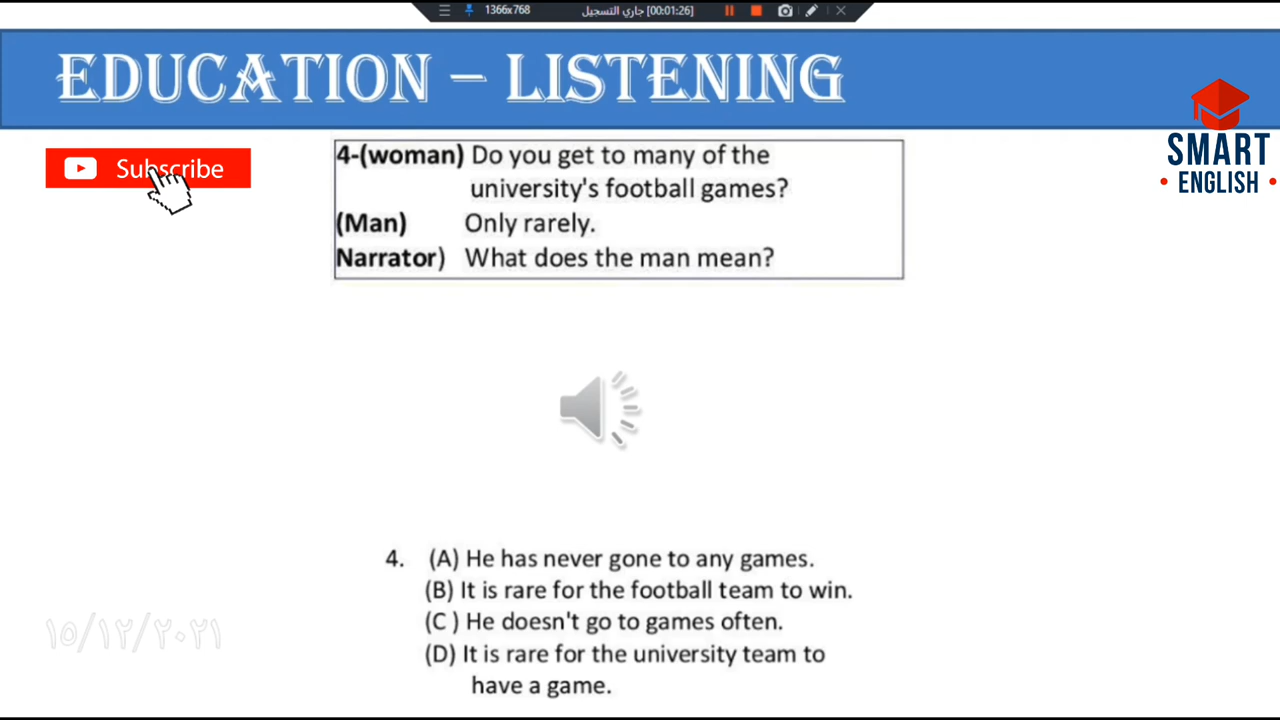 1366x768 جاري التسجيل [00:01:26]
EDUCATION – LISTENING
Subscribe
SMART
• ENGLISH •
4-(woman) Do you get to many of the
university's football games?
(Man) Only rarely.
Narrator) What does the man mean?
4. (A) He has never gone to any games.
(B) It is rare for the football team to win.
(C ) He doesn't go to games often.
(D) It is rare for the university team to
have a game.
١٥/١٢/٢٠٢١